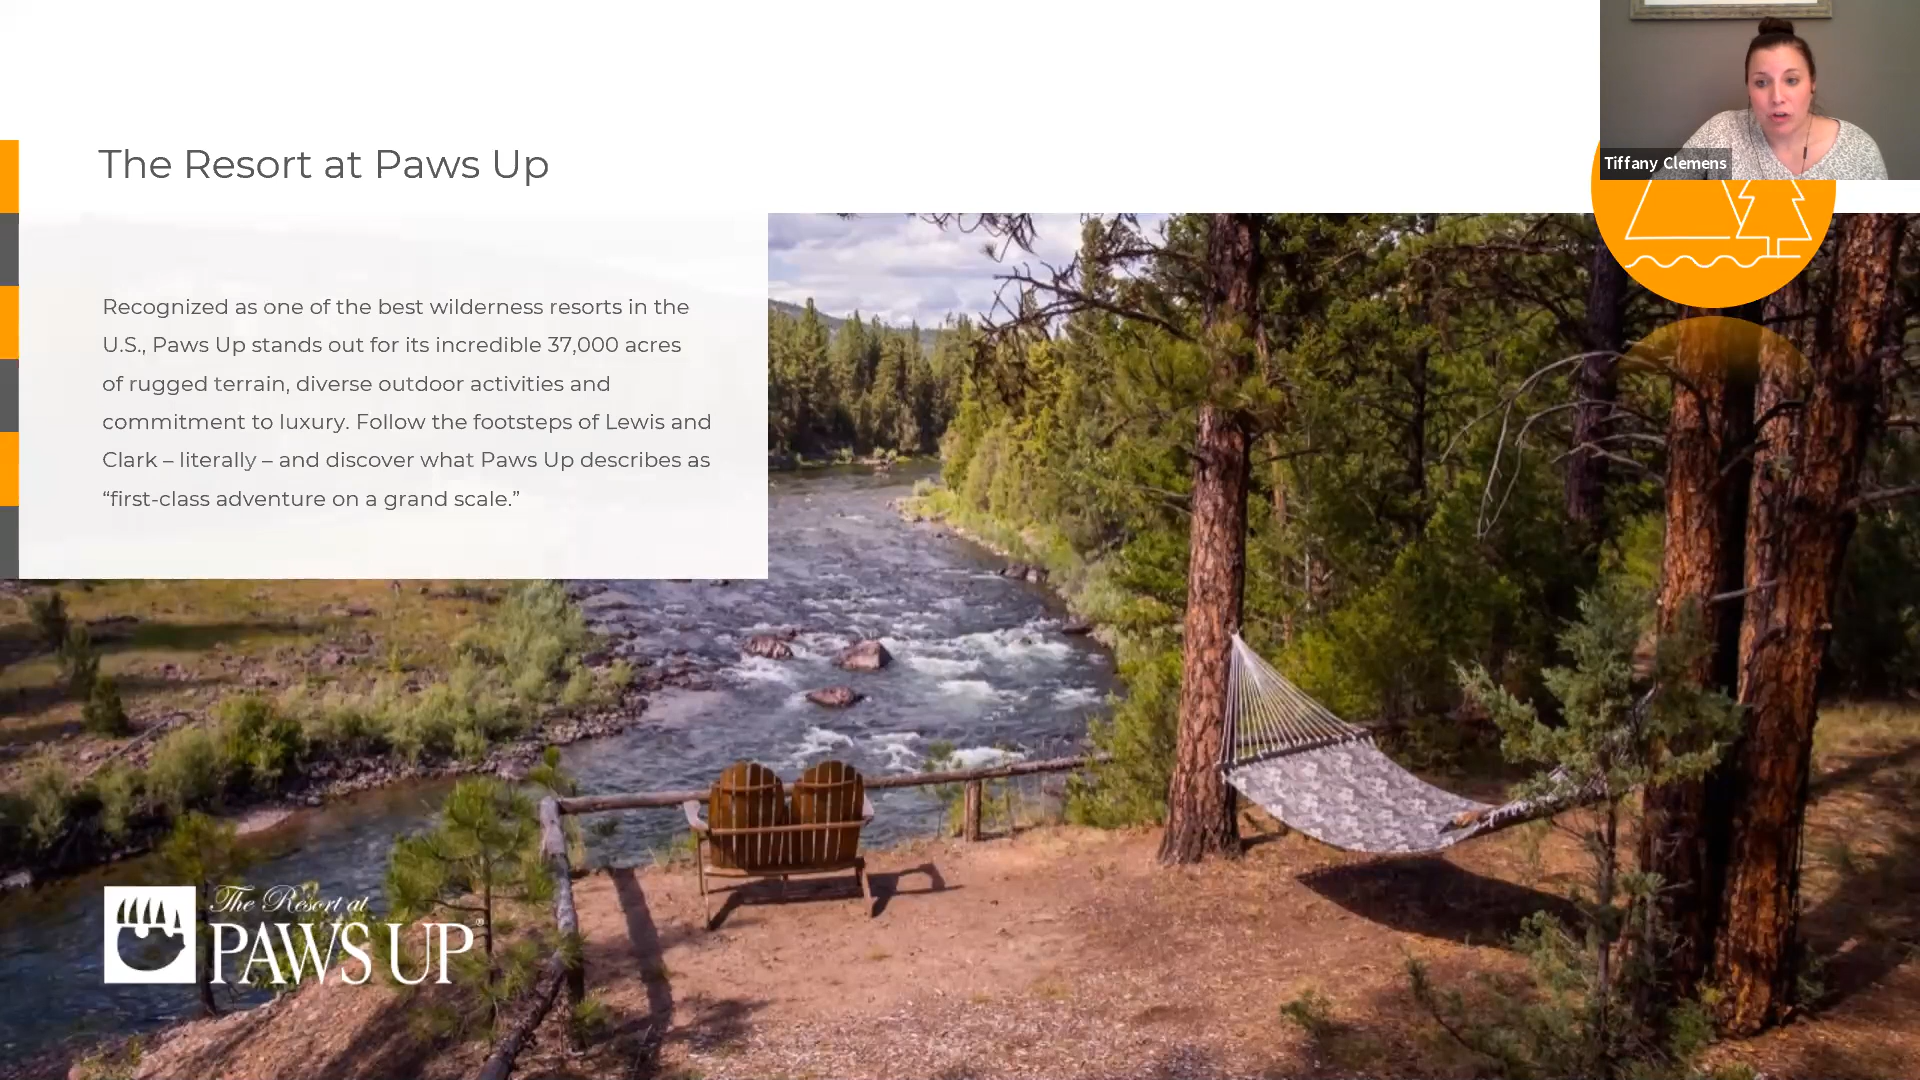 Tiffany Clemens
The Resort at Paws Up
Recognized as one of the best wilderness resorts in the
U.S., Paws Up stands out for its incredible 37,000 acres
of rugged terrain, diverse outdoor activities and
commitment to luxury. Follow the footsteps of Lewis and
Clark – literally – and discover what Paws Up describes as
“first-class adventure on a grand scale.”
The Resort at
PAWS UP®